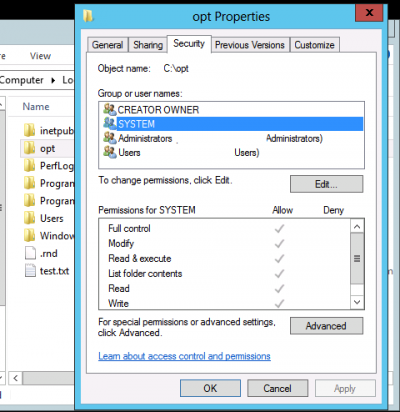 opt Properties
x
General
Sharing
Security
Previous Versions
Customize
Object name: C:\opt
Group or user names:
CREATOR OWNER
SYSTEM
Administrators Administrators)
Users Users)
To change permissions, click Edit.
Edit...
Permissions for SYSTEM Allow Deny
Full control
Modify
Read & execute
List folder contents
Read
Write
For special permissions or advanced settings,
click Advanced.
Advanced
Learn about access control and permissions
OK
Cancel
Apply
Computer
Lo
Name
inetpub
opt
PerfLog
Program
Program
Users
Window
.rnd
test.txt